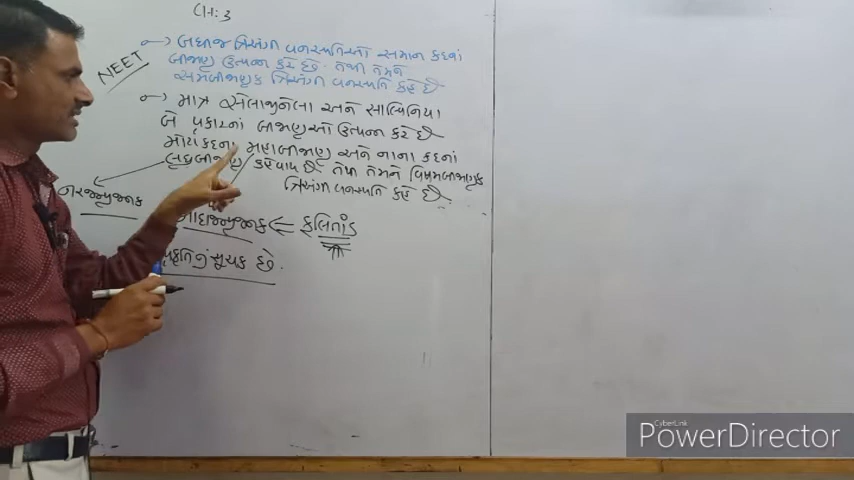 CH: 3
NEET
બધીજ ત્રિઅંગી વનસ્પતિઓ સમાન કદનાં
બીજાણુ ઉત્પન્ન કરે છે. તેથી તેમને
સમબીજાણુક ત્રિઅંગી વનસ્પતિ કહે છે
માત્ર સેલાજીનેલા અને સાલ્વિનિયા
બે પ્રકારનાં બીજાણુઓ ઉત્પન્ન કરે છે
મોટા કદના મહાબીજાણુ અને નાના કદનાં
લઘુબીજાણુ કહેવાય છે તેથી તેમને વિષમબીજાણુક
ત્રિઅંગી વનસ્પતિ કહે છે
નરજન્યુજનક
માદાજન્યુજનક ⇐ ફલિતાંડ
સૂચક છે.
CyberLink
PowerDirector